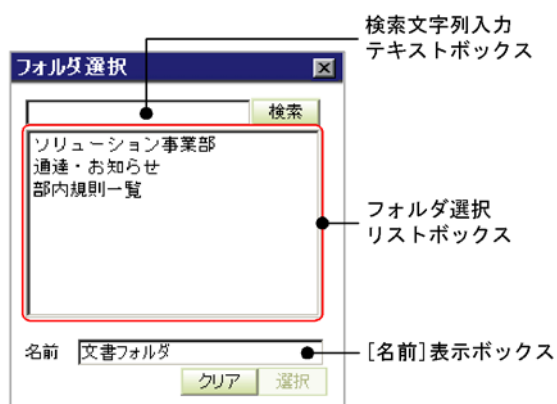 検索文字列入力
テキストボックス
フォルダ選択
検索
ソリューション事業部
通達・お知らせ
部内規則一覧
フォルダ選択
リストボックス
名前 文書フォルダ
[名前]表示ボックス
クリア 選択